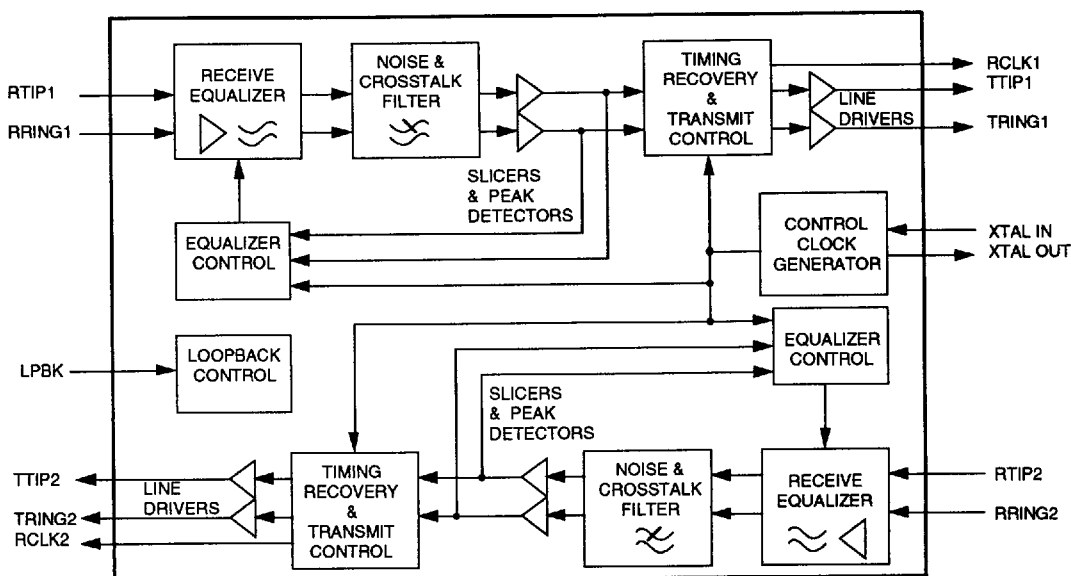 RTIP1
RRING1
RECEIVE
EQUALIZER
NOISE &
CROSSTALK
FILTER
TIMING
RECOVERY
&
TRANSMIT
CONTROL
LINE
DRIVERS
RCLK1
TTIP1
TRING1
SLICERS
& PEAK
DETECTORS
EQUALIZER
CONTROL
CONTROL
CLOCK
GENERATOR
XTAL IN
XTAL OUT
LPBK
LOOPBACK
CONTROL
EQUALIZER
CONTROL
SLICERS
& PEAK
DETECTORS
TTIP2
TRING2
RCLK2
LINE
DRIVERS
TIMING
RECOVERY
&
TRANSMIT
CONTROL
NOISE &
CROSSTALK
FILTER
RECEIVE
EQUALIZER
RTIP2
RRING2